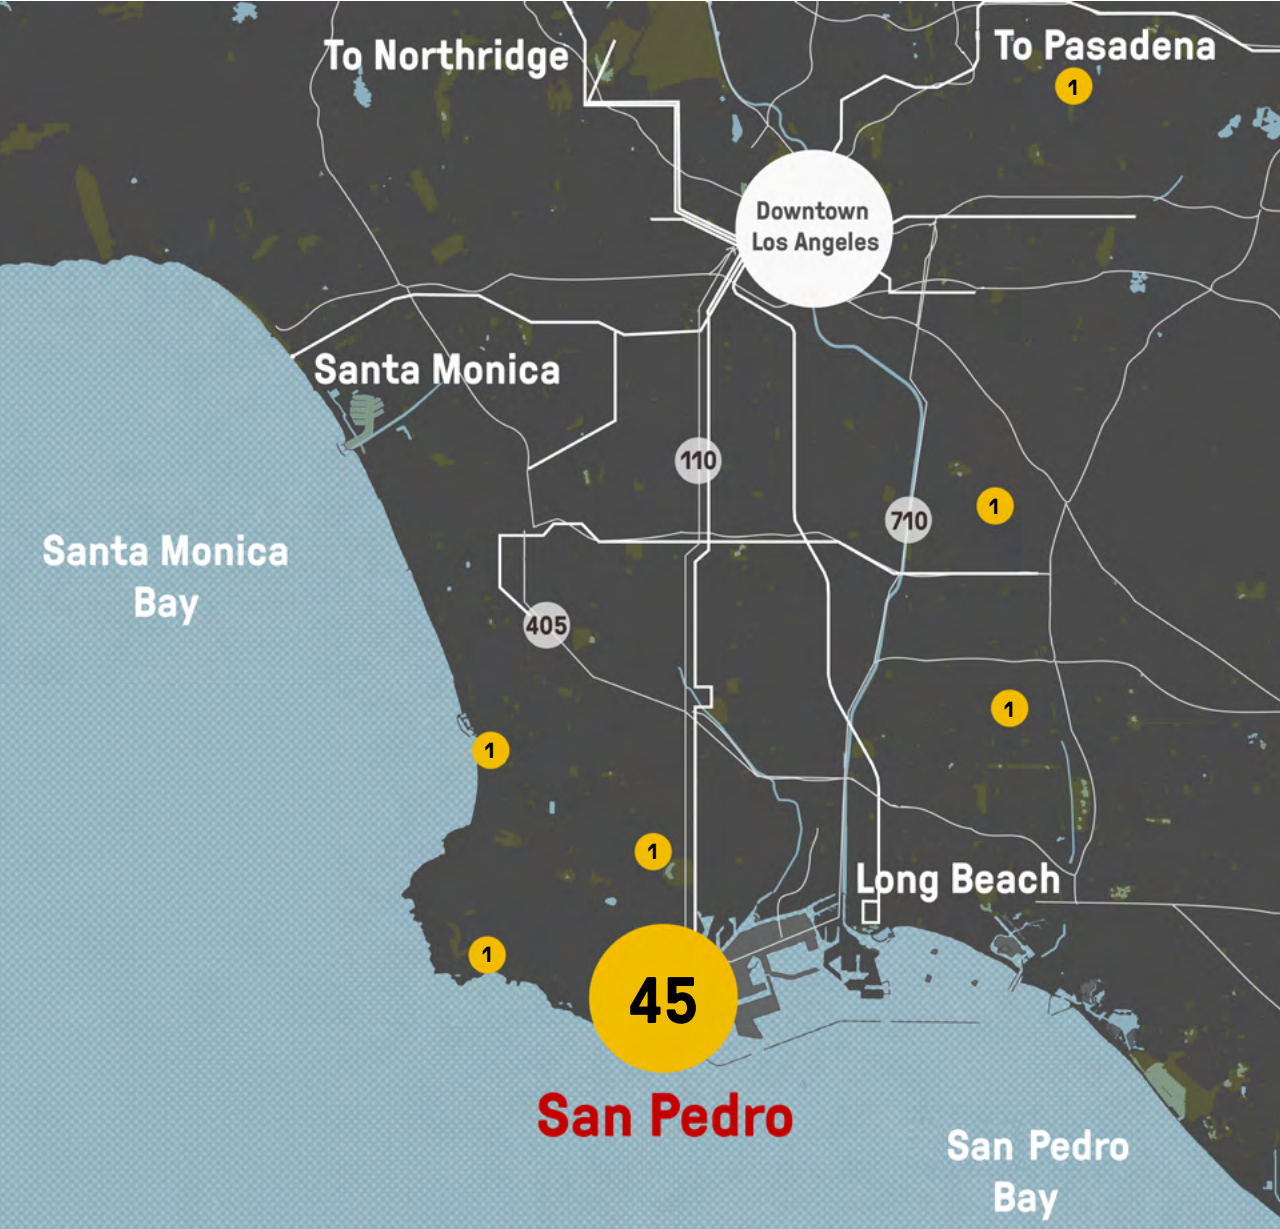 To Northridge
To Pasadena
1
Downtown
Los Angeles
Santa Monica
110
1
710
Santa Monica
Bay
405
1
1
1
Long Beach
1
45
San Pedro
San Pedro
Bay